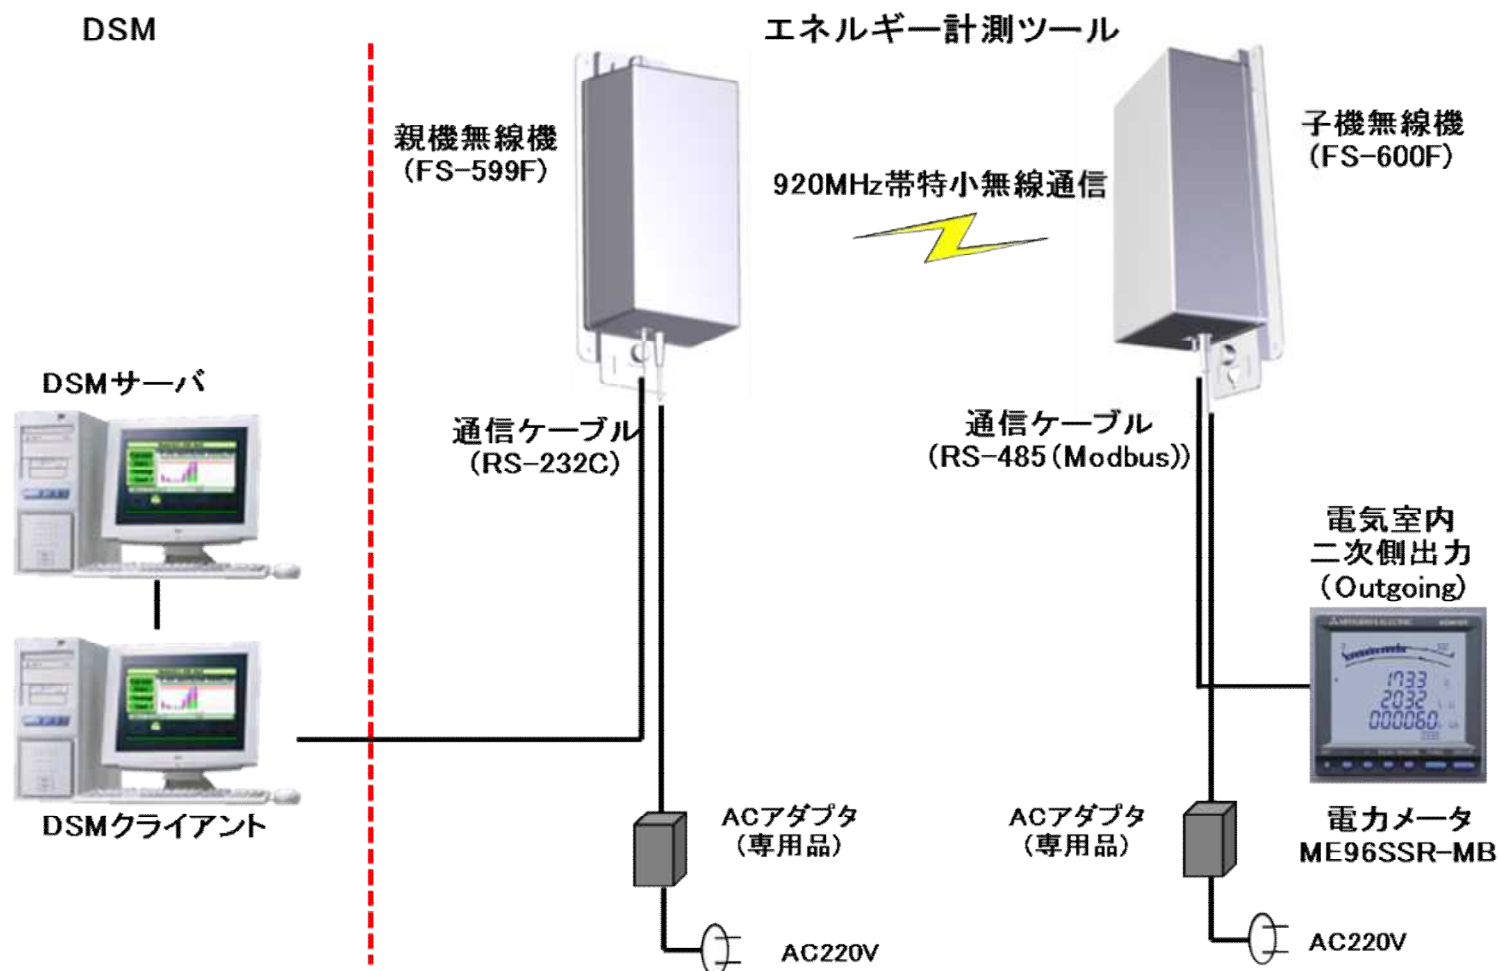 DSM
エネルギー計測ツール
親機無線機
(FS-599F)
920MHz帯特小無線通信
子機無線機
(FS-600F)
DSMサーバ
通信ケーブル
(RS-232C)
通信ケーブル
(RS-485(Modbus))
電気室内
二次側出力
(Outgoing)
MITSUBISHI ELECTRIC
1733
2032
000060
DSMクライアント
ACアダプタ
(専用品)
ACアダプタ
(専用品)
電力メータ
ME96SSR-MB
AC220V
AC220V